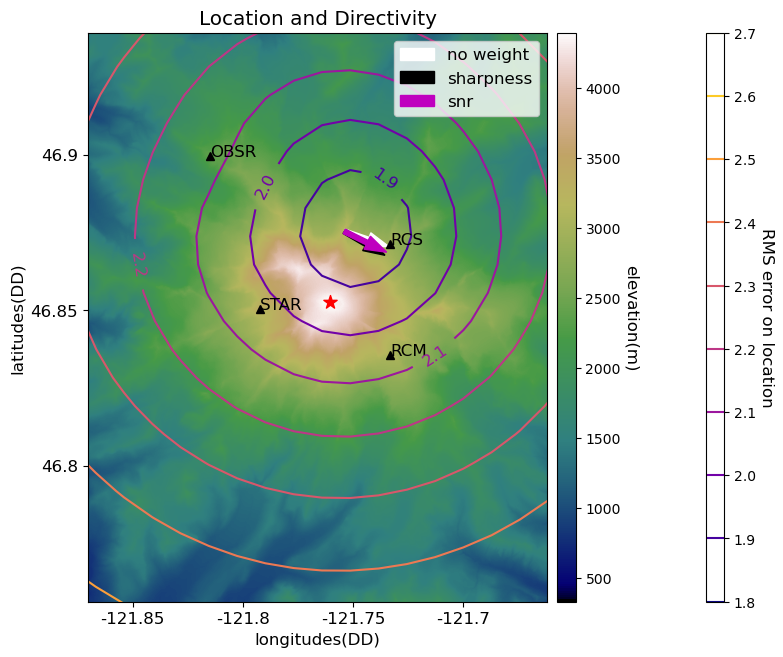 Location and Directivity
no weight
sharpness
snr
OBSR
RCS
STAR
RCM
1.9
2.0
2.1
2.2
46.9
46.85
46.8
latitudes(DD)
-121.85
-121.8
-121.75
-121.7
longitudes(DD)
4000
3500
3000
2500
2000
1500
1000
500
elevation(m)
2.7
2.6
2.5
2.4
2.3
2.2
2.1
2.0
1.9
1.8
RMS error on location